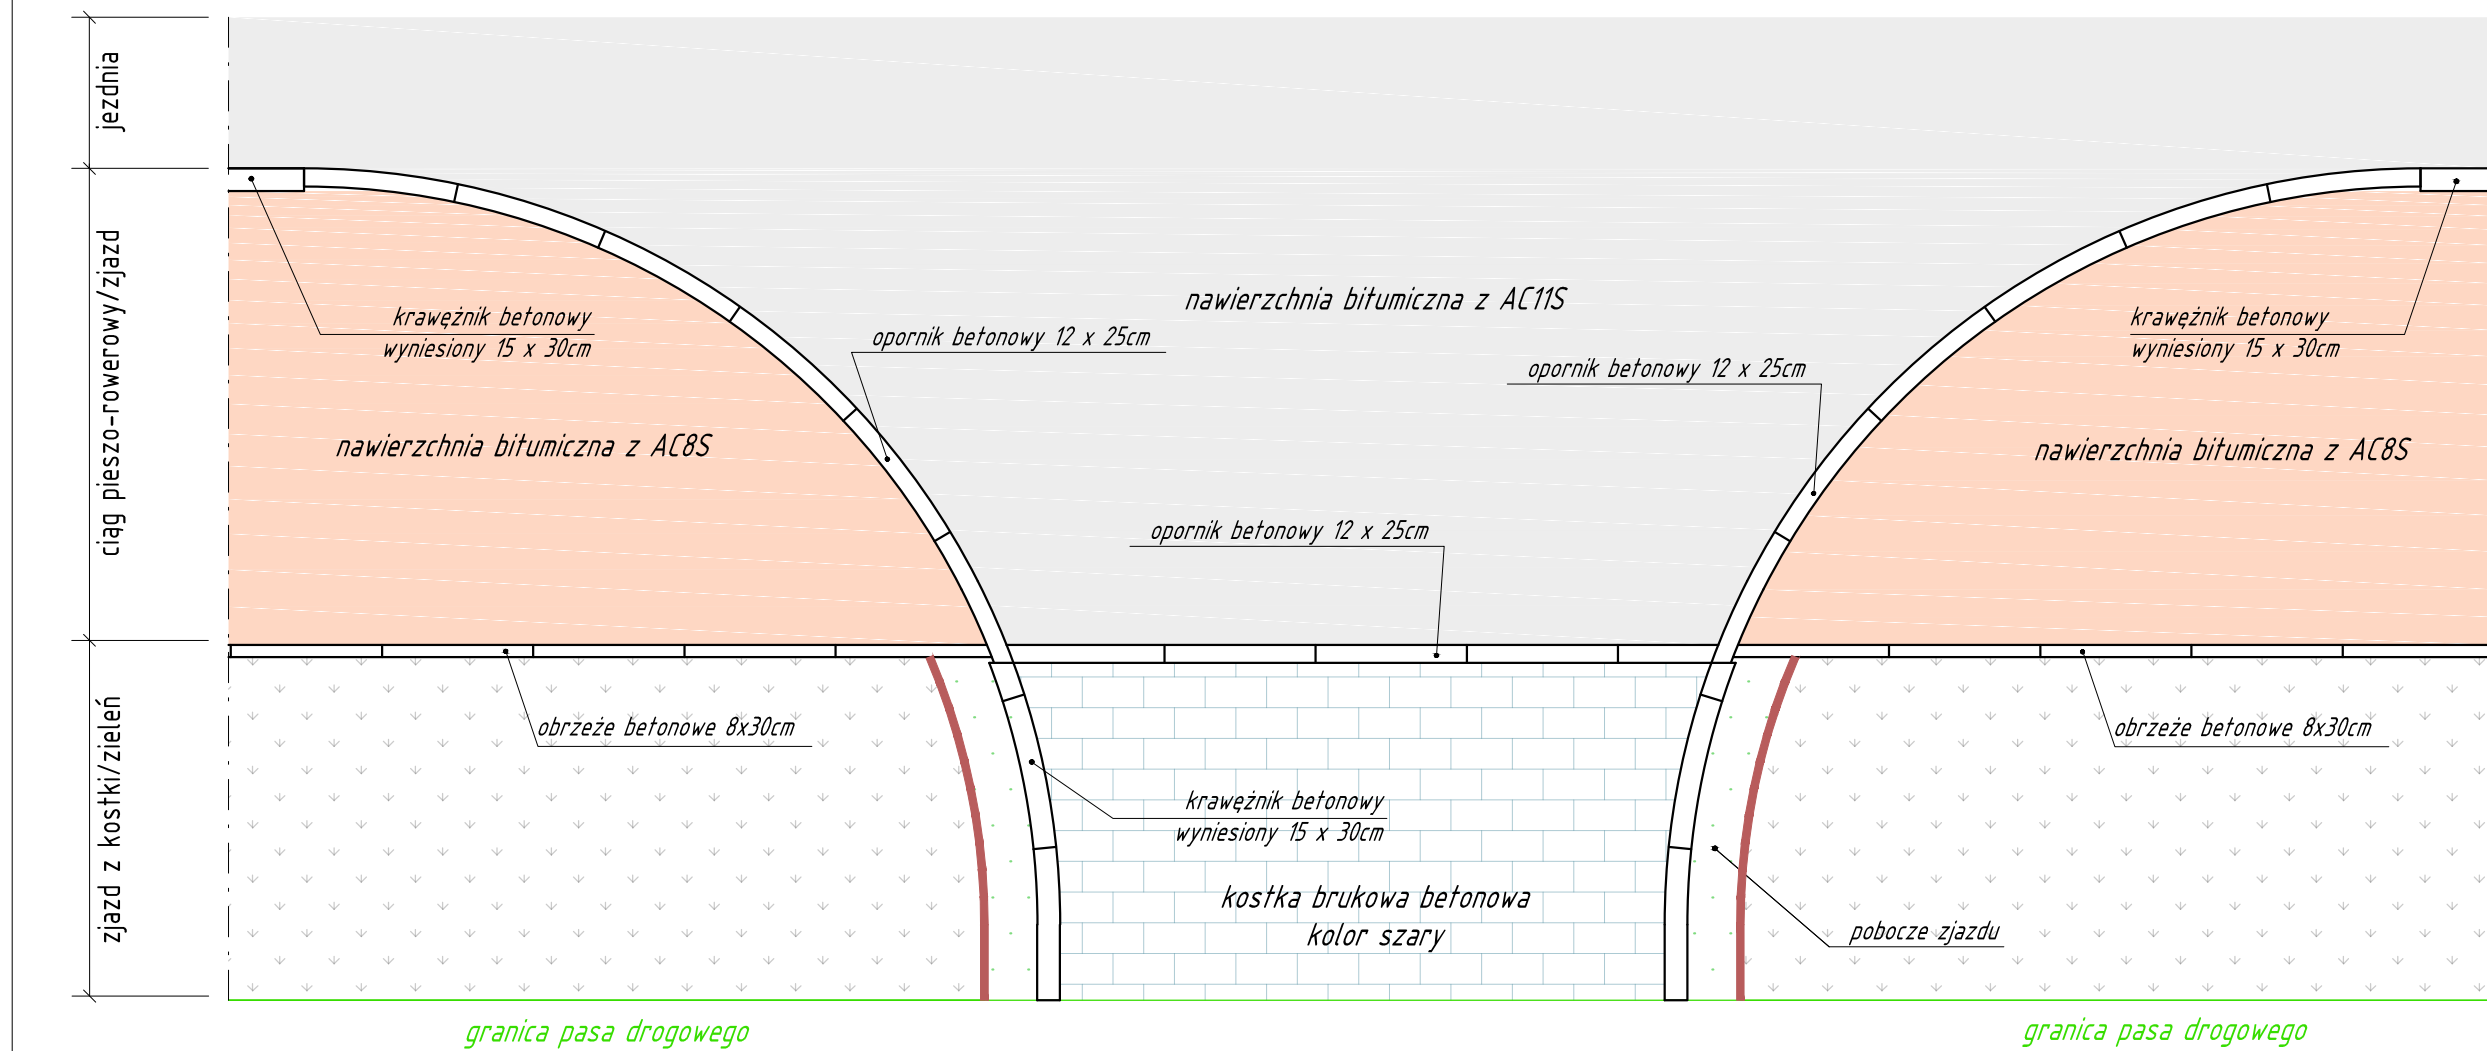 jezdnia
ciąg pieszo-rowerowy/zjazd
zjazd z kostki/zieleń
krawężnik betonowy
wyniesiony 15 x 30cm
nawierzchnia bitumiczna z AC8S
opornik betonowy 12 x 25cm
nawierzchnia bitumiczna z AC11S
opornik betonowy 12 x 25cm
krawężnik betonowy
wyniesiony 15 x 30cm
nawierzchnia bitumiczna z AC8S
opornik betonowy 12 x 25cm
obrzeże betonowe 8x30cm
krawężnik betonowy
wyniesiony 15 x 30cm
kostka brukowa betonowa
kolor szary
obrzeże betonowe 8x30cm
pobocze zjazdu
granica pasa drogowego
granica pasa drogowego